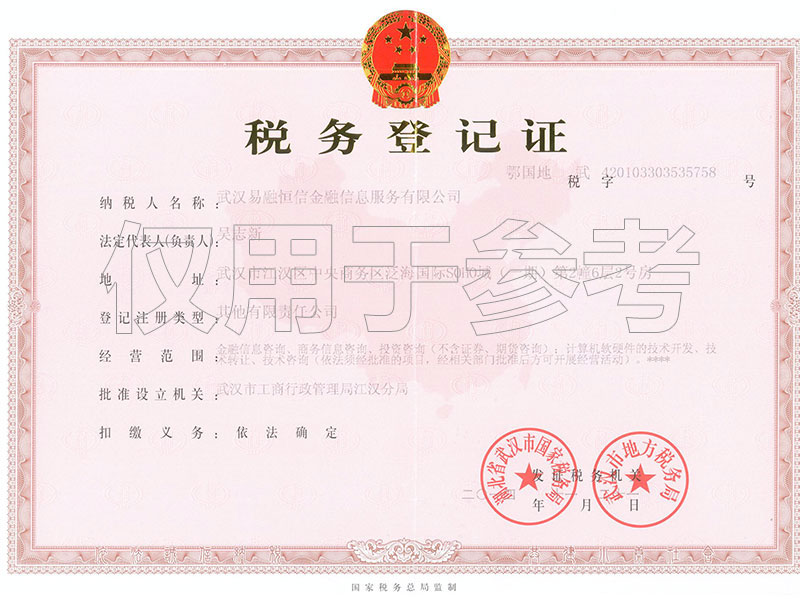 税务登记证
鄂国地 武 税字 420103303535758 号
纳税人名称: 武汉易融恒信金融信息服务有限公司
法定代表人(负责人): 吴志新
地址: 武汉市江汉区中央商务区泛海国际SOHO城(一期)第2幢6层2号房
登记注册类型: 其他有限责任公司
经营范围: 金融信息咨询、商务信息咨询、投资咨询(不含证券、期货咨询);计算机软硬件的技术开发、技
术转让、技术咨询(依法须经批准的项目,经相关部门批准后方可开展经营活动)。****
批准设立机关: 武汉市工商行政管理局江汉分局
扣缴义务: 依法确定
仅用于参考
湖北省武汉市国家税务局
武汉市地方税务局
发证税务机关
年 月 日
国家税务总局监制